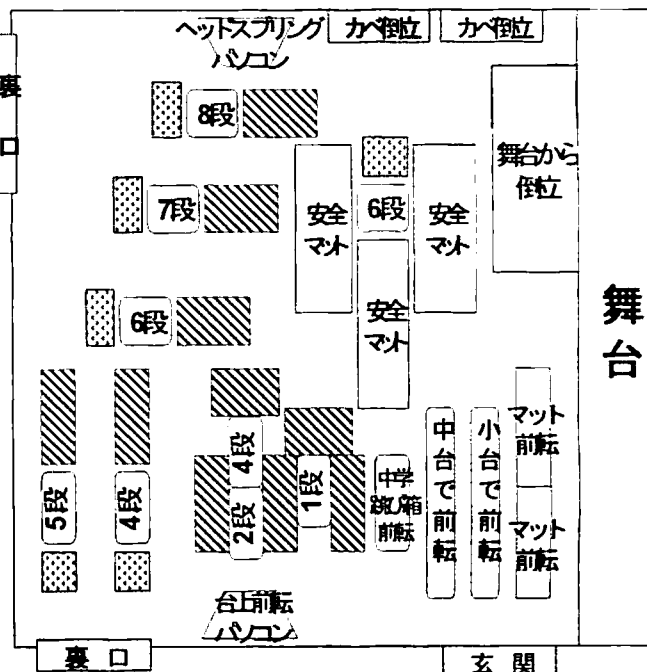 ヘッドスプリング
パソコン
カベ倒立
カベ倒立
裏口
8段
舞台から
倒立
7段
安全
マット
6段
安全
マット
6段
安全
マット
舞台
5段
4段
4段
2段
1段
中学
跳び箱
前転
中台で前転
小台で前転
マット
前転
マット
前転
台上前転
パソコン
裏口
玄関